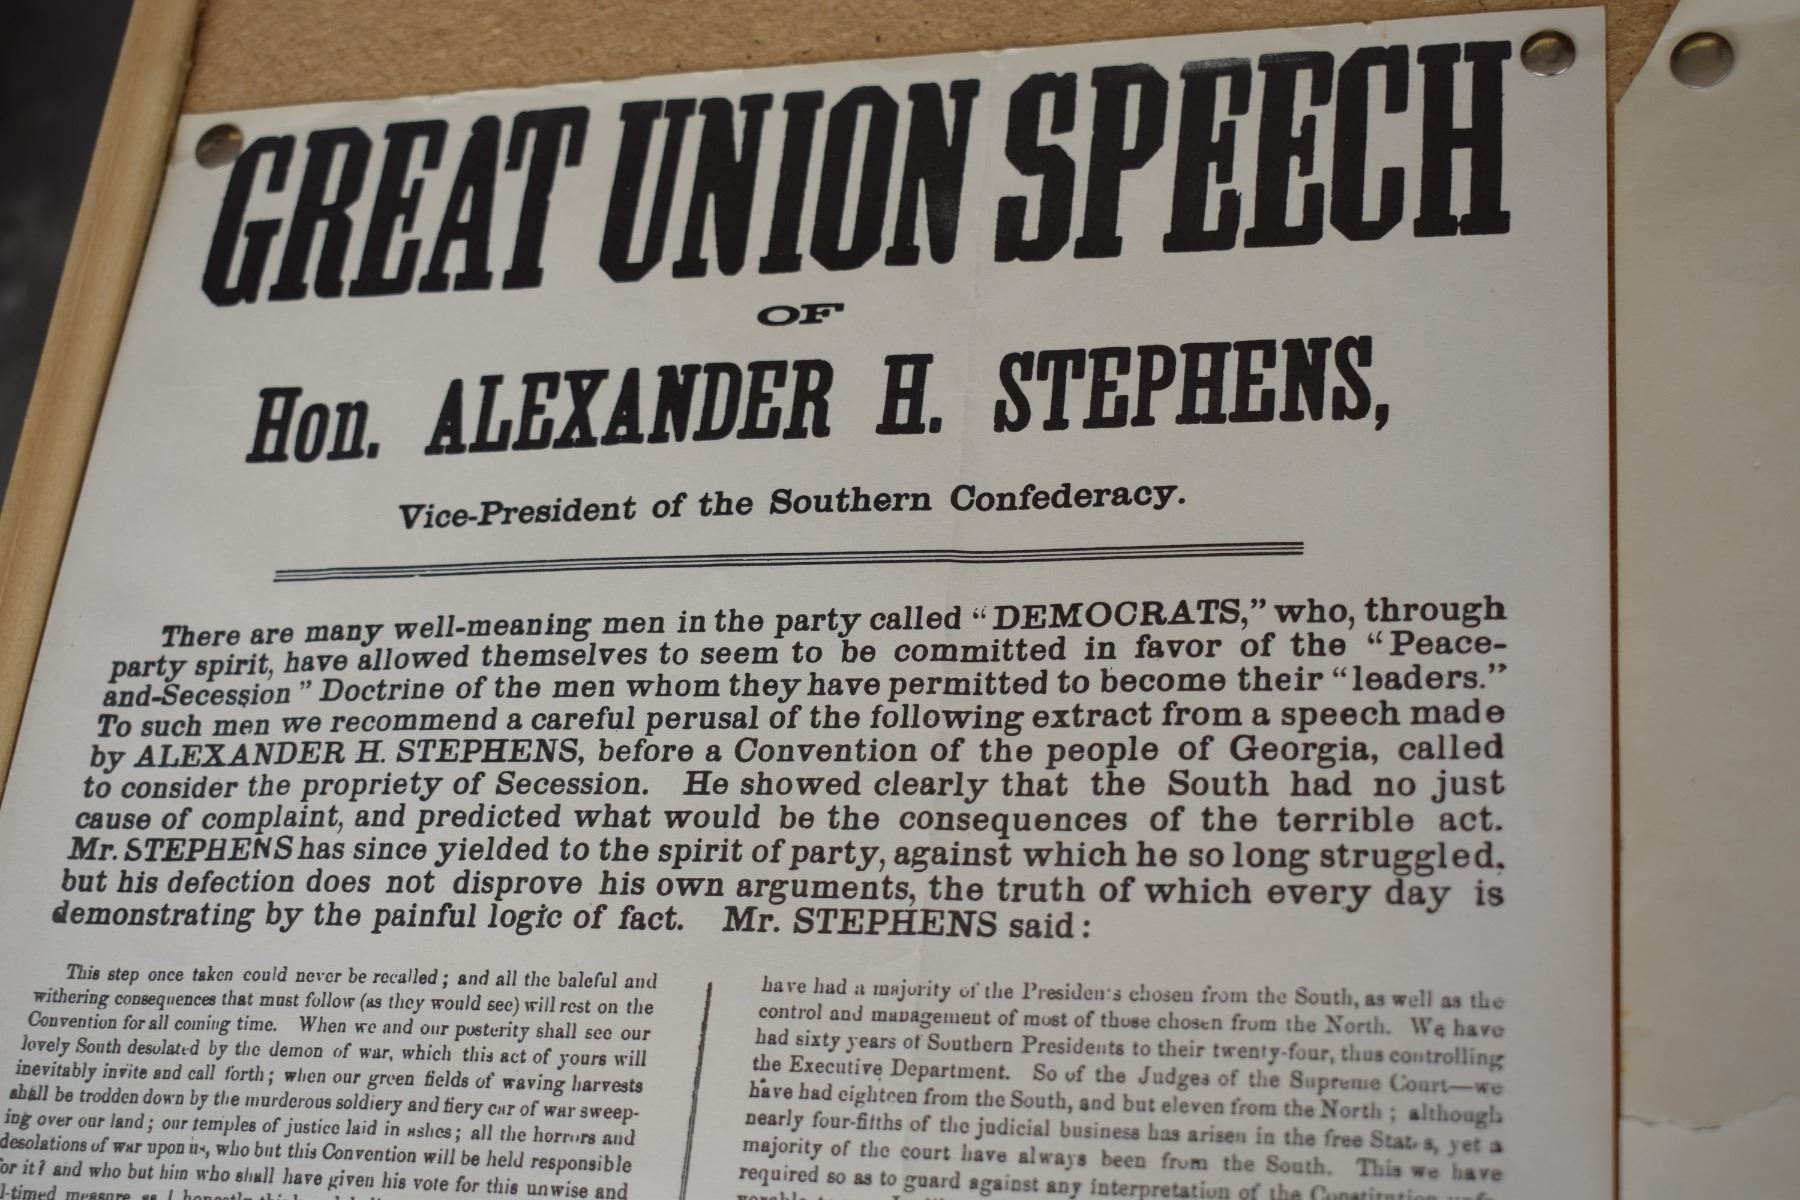 GREAT UNION SPEECH
OF
Hon. ALEXANDER H. STEPHENS,
Vice-President of the Southern Confederacy.
There are many well-meaning men in the party called "DEMOCRATS," who, through
party spirit, have allowed themselves to seem to be committed in favor of the "Peace-
and-Secession" Doctrine of the men whom they have permitted to become their "leaders."
To such men we recommend a careful perusal of the following extract from a speech made
by ALEXANDER H. STEPHENS, before a Convention of the people of Georgia, called
to consider the propriety of Secession. He showed clearly that the South had no just
cause of complaint, and predicted what would be the consequences of the terrible act.
Mr. STEPHENS has since yielded to the spirit of party, against which he so long struggled,
but his defection does not disprove his own arguments, the truth of which every day is
demonstrating by the painful logic of fact. Mr. STEPHENS said:
This step once taken could never be recalled; and all the baleful and
withering consequences that must follow (as they would see) will rest on the
Convention for all coming time. When we and our posterity shall see our
lovely South desolated by the demon of war, which this act of yours will
inevitably invite and call forth; when our green fields of waving harvests
shall be trodden down by the murderous soldiery and fiery car of war sweep-
ing over our land; our temples of justice laid in ashes; all the horrors and
desolations of war upon us, who but this Convention will be held responsible
for it? and who but him who shall have given his vote for this unwise and
measure, as I honestly
have had a majority of the Presidents chosen from the South, as well as the
control and management of most of those chosen from the North. We have
had sixty years of Southern Presidents to their twenty-four, thus controlling
the Executive Department. So of the Judges of the Supreme Court—we
have had eighteen from the South, and but eleven from the North; although
nearly four-fifths of the judicial business has arisen in the free States, yet a
majority of the court have always been from the South. This we have
required so as to guard against any interpretation of the Constitution